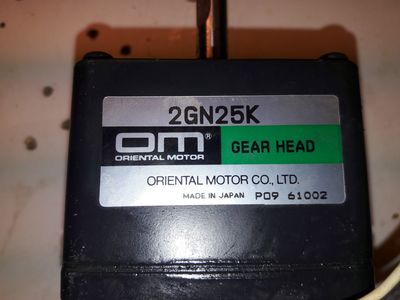 2GN25K
OM® GEAR HEAD
ORIENTAL MOTOR
ORIENTAL MOTOR CO., LTD.
MADE IN JAPAN P09 61002